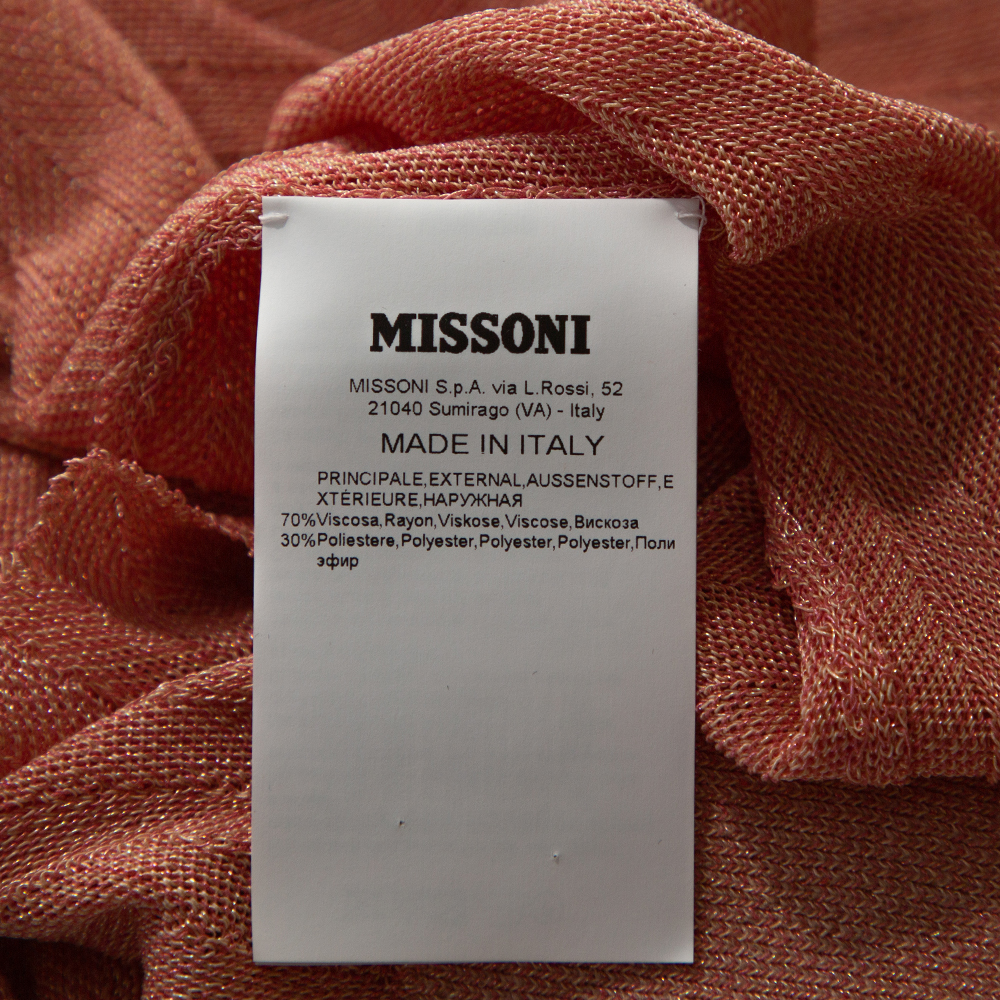 MISSONI
MISSONI S.p.A. via L.Rossi, 52
21040 Sumirago (VA) - Italy
MADE IN ITALY
PRINCIPALE,EXTERNAL,AUSSENSTOFF,E
XTÉRIEURE,НАРУЖНАЯ
70%Viscosa,Rayon,Viskose,Viscose,Вискоза
30%Poliestere,Polyester,Polyester,Polyester,Поли
эфир